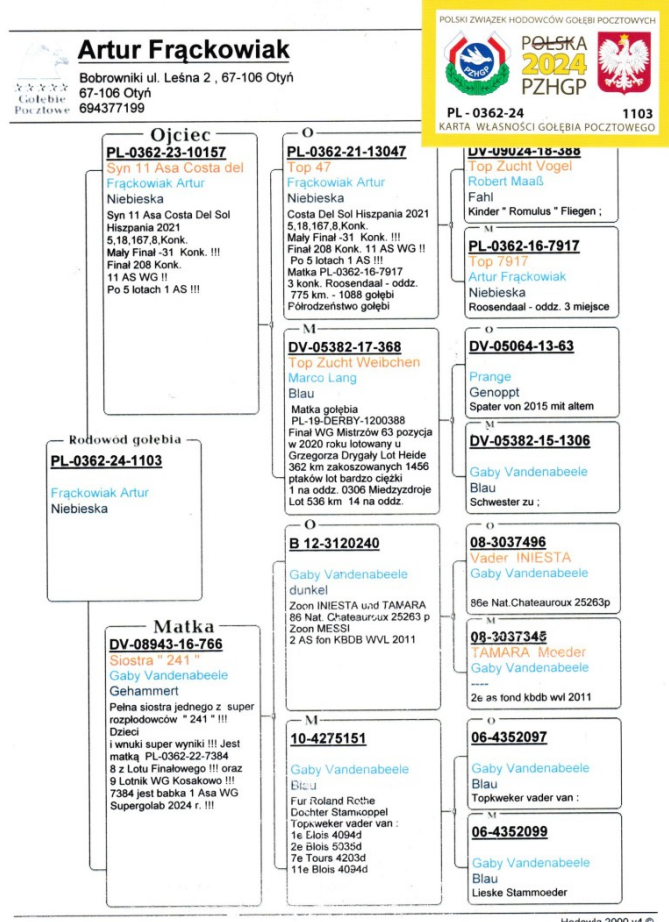 Artur Frąckowiak
Bobrowniki ul. Leśna 2 , 67-106 Otyń
67-106 Otyń
694377199
Gołębie
Pocztowe
POLSKI ZWIĄZEK HODOWCÓW GOŁĘBI POCZTOWYCH
PZHGP
POLSKA
2024
PZHGP
PL - 0362-24 1103
KARTA WŁASNOŚCI GOŁĘBIA POCZTOWEGO
Rodowód gołębia
PL-0362-24-1103
Frąckowiak Artur
Niebieska
Ojciec
PL-0362-23-10157
Syn 11 Asa Costa del
Frąckowiak Artur
Niebieska
Syn 11 Asa Costa Del Sol
Hiszpania 2021
5,18,167,8,Konk.
Mały Finał -31 Konk. !!!
Finał 208 Konk.
11 AS WG !!
Po 5 lotach 1 AS !!!
Matka
DV-08943-16-766
Siostra " 241 "
Gaby Vandenabeele
Gehammert
Pełna siostra jednego z super
rozpłodowców " 241 " !!!
Dzieci
i wnuki super wyniki !!! Jest
matką PL-0362-22-7384
8 z Lotu Finałowego !!! oraz
9 Lotnik WG Kosakowo !!!
7384 jest babka 1 Asa WG
Supergolab 2024 r. !!!
O
PL-0362-21-13047
Top 47
Frąckowiak Artur
Niebieska
Costa Del Sol Hiszpania 2021
5,18,167,8,Konk.
Mały Finał -31 Konk. !!!
Finał 208 Konk. 11 AS WG !!
Po 5 lotach 1 AS !!!
Matka PL-0362-16-7917
3 konk. Roosendaal - oddz.
775 km. - 1088 gołębi
Półrodzeństwo gołębi
M
DV-05382-17-368
Top Zucht Weibchen
Marco Lang
Blau
Matka gołębia
PL-19-DERBY-1200388
Finał WG Mistrzów 63 pozycja
w 2020 roku lotowany u
Grzegorza Drygały Lot Heide
362 km zakoszowanych 1456
ptaków lot bardzo ciężki
1 na oddz. 0306 Miedzyzdroje
Lot 536 km 14 na oddz.
O
B 12-3120240
Gaby Vandenabeele
dunkel
Zoon INIESTA und TAMARA
86 Nat. Chateauroux 25263 p
Zoon MESSI
2 AS fon KBDB WVL 2011
M
10-4275151
Gaby Vandenabeele
Blau
Fur Roland Rothe
Dochter Stamkoppel
Topkweker vader van :
1e Blois 4094d
2e Blois 5035d
7e Tours 4203d
11e Blois 4094d
DV-09024-18-388
Top Zucht Vogel
Robert Maaß
Fahl
Kinder " Romulus " Fliegen ;
M
PL-0362-16-7917
Top 7917
Artur Frąckowiak
Niebieska
Roosendaal - oddz. 3 miejsce
O
DV-05064-13-63
Prange
Genoppt
Spater von 2015 mit altem
M
DV-05382-15-1306
Gaby Vandenabeele
Blau
Schwester zu ;
O
08-3037496
Vader INIESTA
Gaby Vandenabeele
86e Nat.Chateauroux 25263p
M
08-3037345
TAMARA Moeder
Gaby Vandenabeele
----
2e as fond kbdb wvl 2011
O
06-4352097
Gaby Vandenabeele
Blau
Topkweker vader van :
M
06-4352099
Gaby Vandenabeele
Blau
Lieske Stammoeder
Hodowla 2000 v4 ©